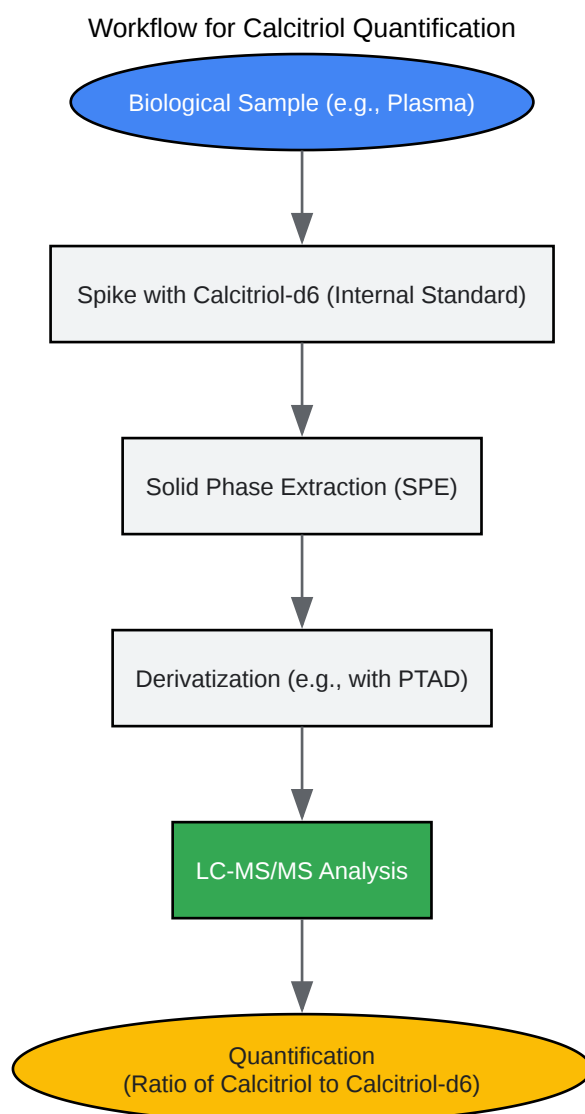 Workflow for Calcitriol Quantification
Biological Sample (e.g., Plasma)
Spike with Calcitriol-d6 (Internal Standard)
Solid Phase Extraction (SPE)
Derivatization (e.g., with PTAD)
LC-MS/MS Analysis
Quantification
(Ratio of Calcitriol to Calcitriol-d6)